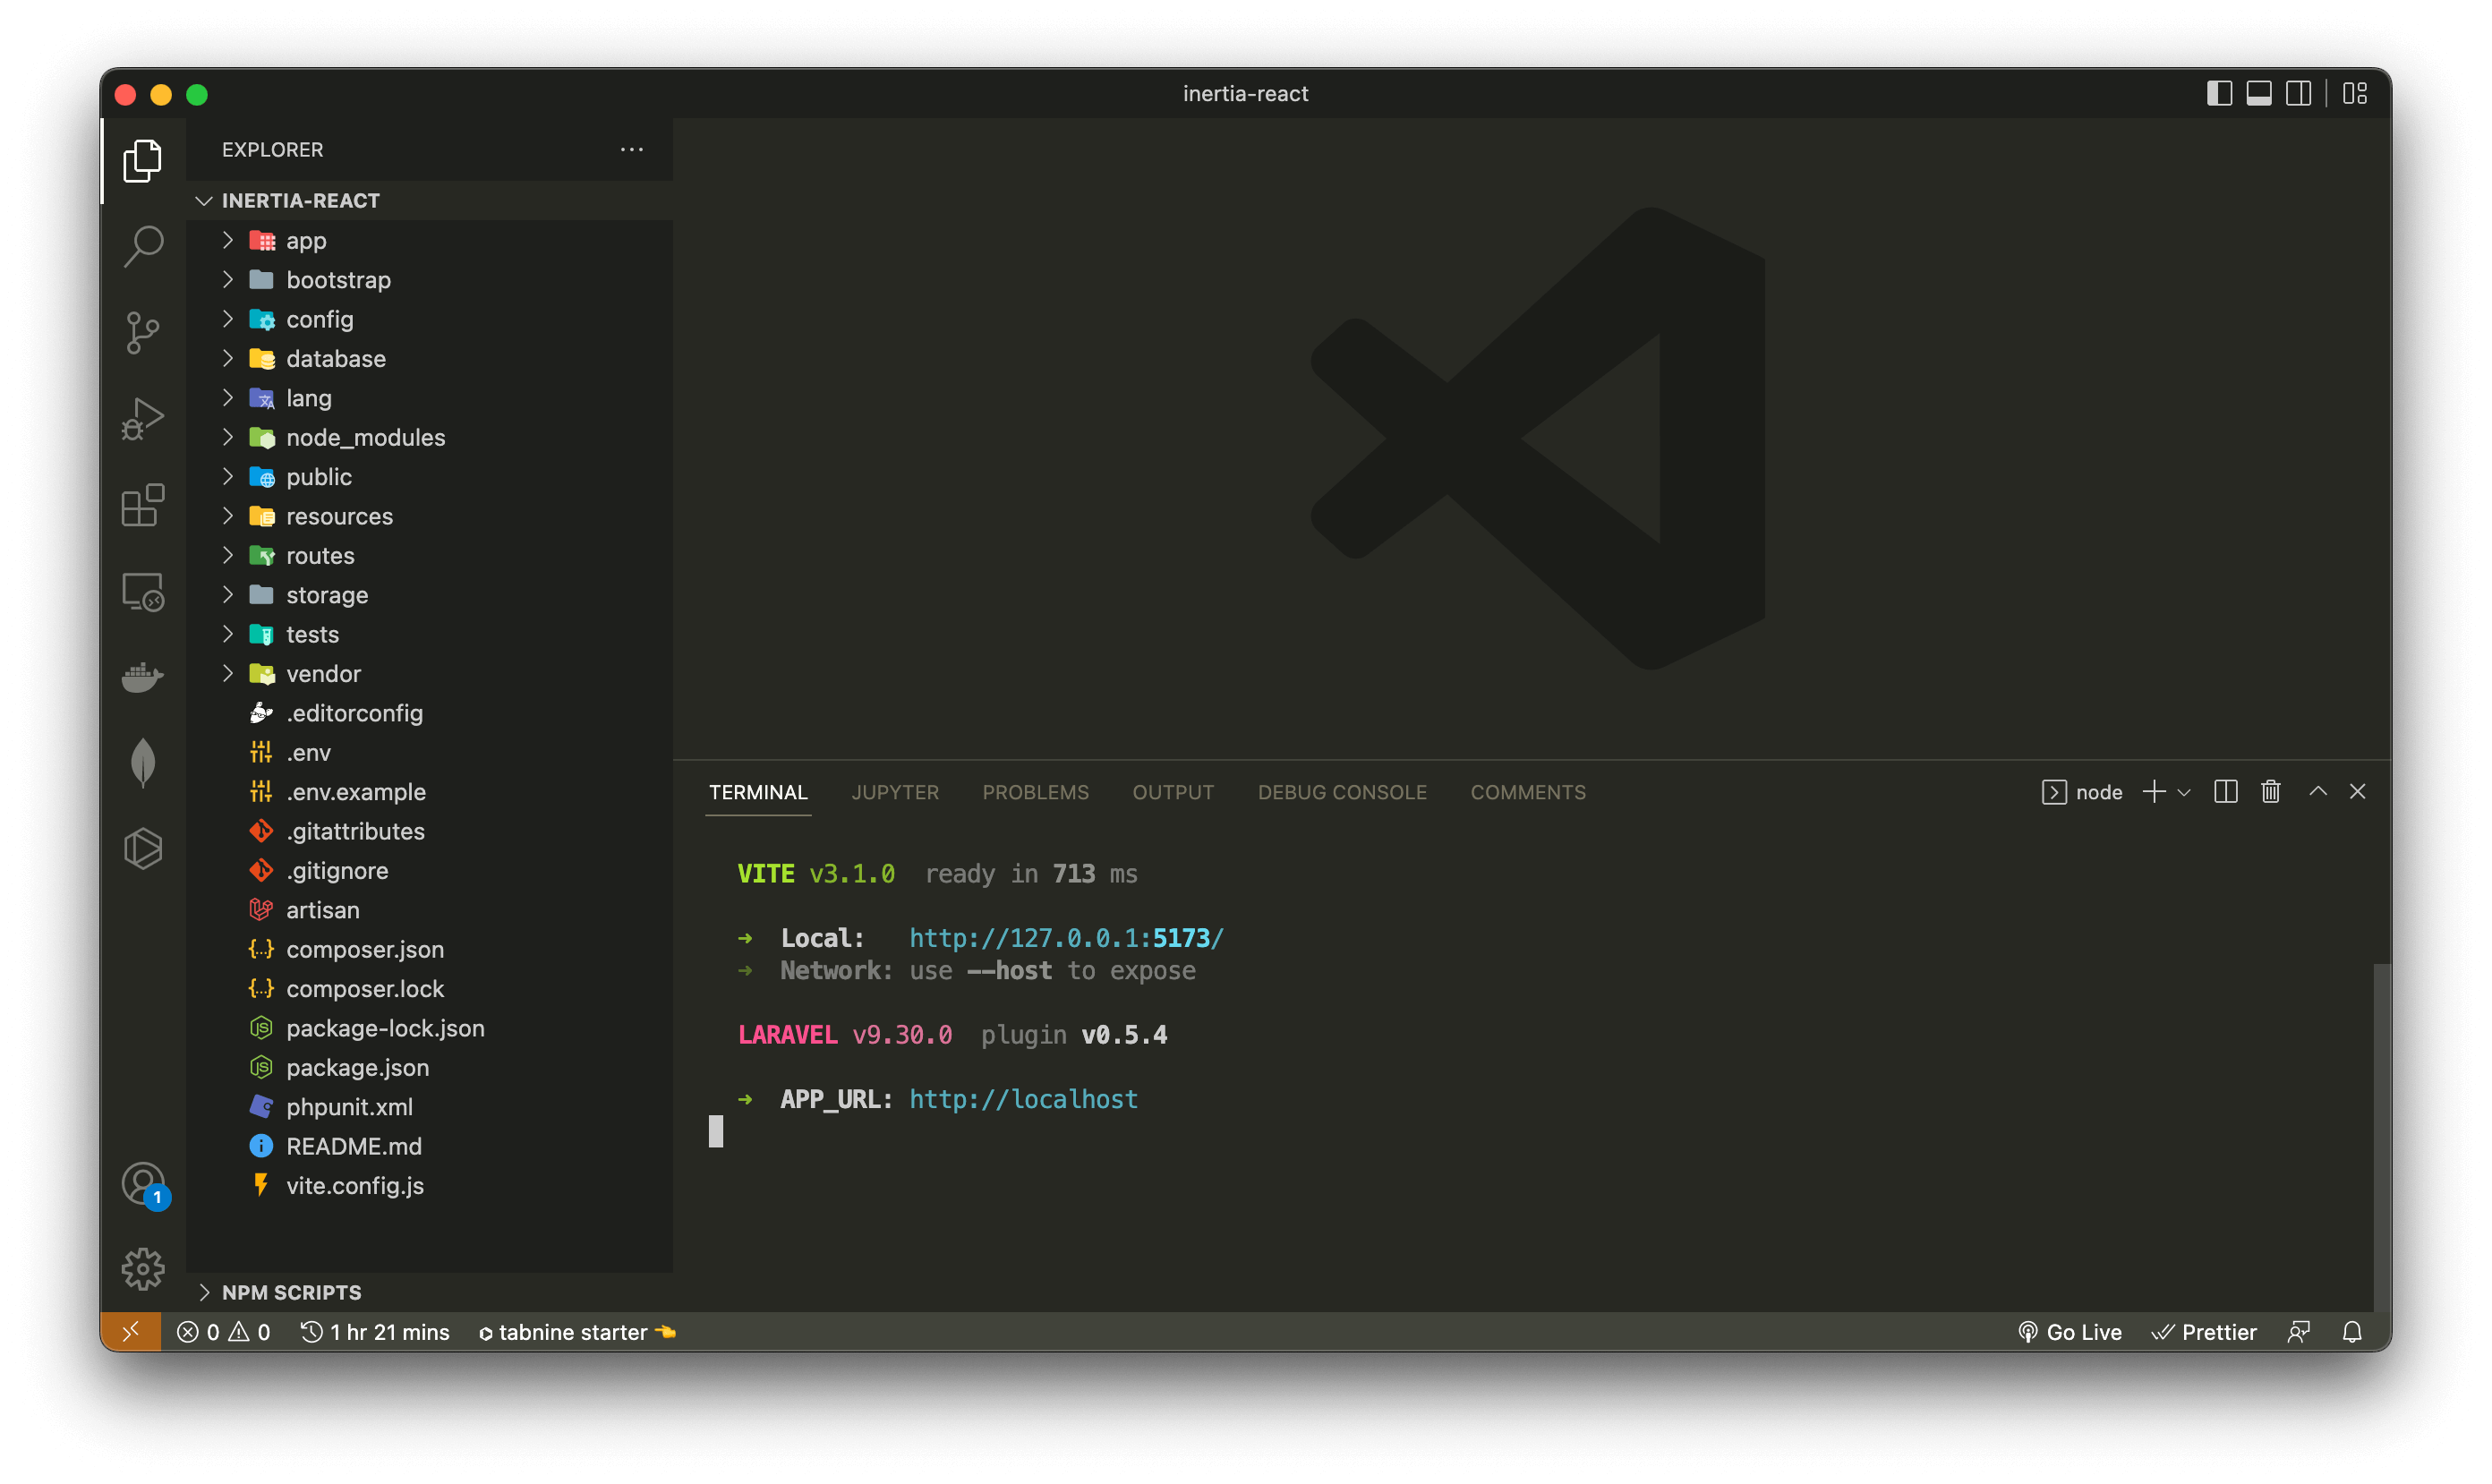 inertia-react
EXPLORER
INERTIA-REACT
app
bootstrap
config
database
lang
node_modules
public
resources
routes
storage
tests
vendor
.editorconfig
.env
.env.example
.gitattributes
.gitignore
artisan
composer.json
composer.lock
package-lock.json
package.json
phpunit.xml
README.md
vite.config.js
NPM SCRIPTS
1
TERMINAL JUPYTER PROBLEMS OUTPUT DEBUG CONSOLE COMMENTS node
VITE v3.1.0 ready in 713 ms
➜ Local: http://127.0.0.1:5173/
➜ Network: use --host to expose
LARAVEL v9.30.0 plugin v0.5.4
➜ APP_URL: http://localhost
0 0 1 hr 21 mins tabnine starter Go Live Prettier